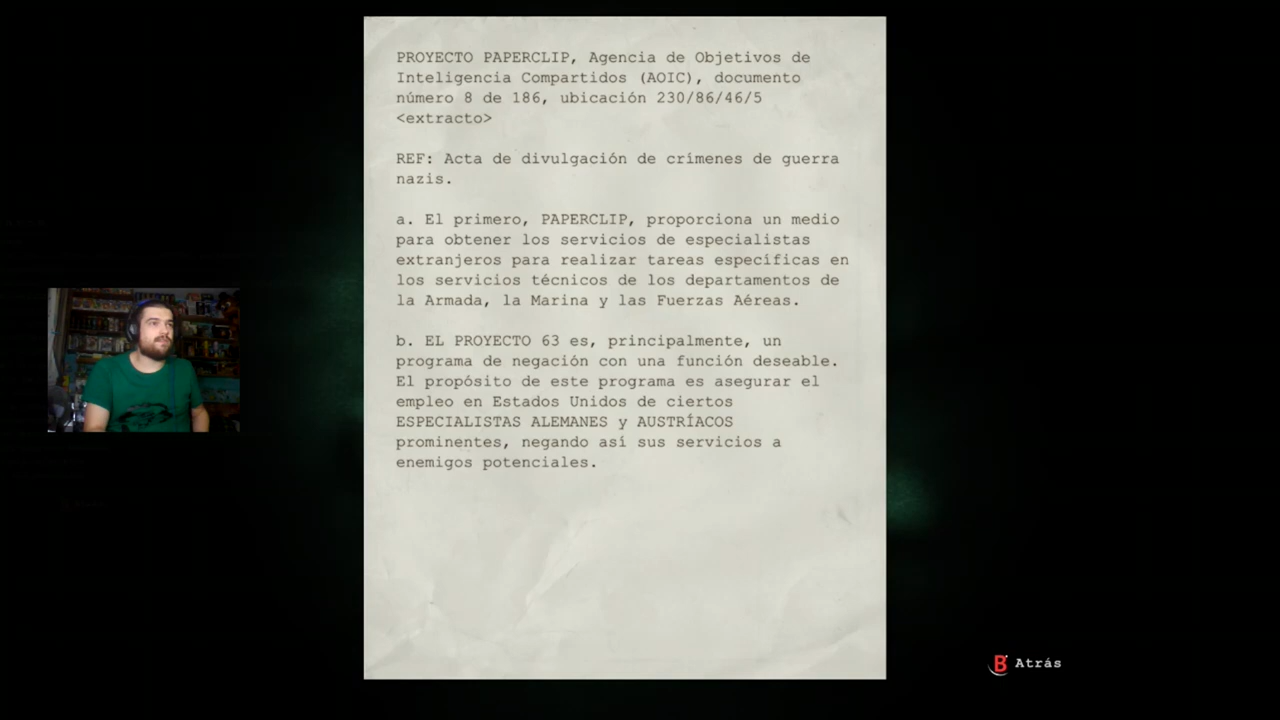 PROYECTO PAPERCLIP, Agencia de Objetivos de
Inteligencia Compartidos (AOIC), documento
número 8 de 186, ubicación 230/86/46/5
<extracto>
REF: Acta de divulgación de crímenes de guerra
nazis.
a. El primero, PAPERCLIP, proporciona un medio
para obtener los servicios de especialistas
extranjeros para realizar tareas específicas en
los servicios técnicos de los departamentos de
la Armada, la Marina y las Fuerzas Aéreas.
b. EL PROYECTO 63 es, principalmente, un
programa de negación con una función deseable.
El propósito de este programa es asegurar el
empleo en Estados Unidos de ciertos
ESPECIALISTAS ALEMANES y AUSTRÍACOS
prominentes, negando así sus servicios a
enemigos potenciales.
B Atrás